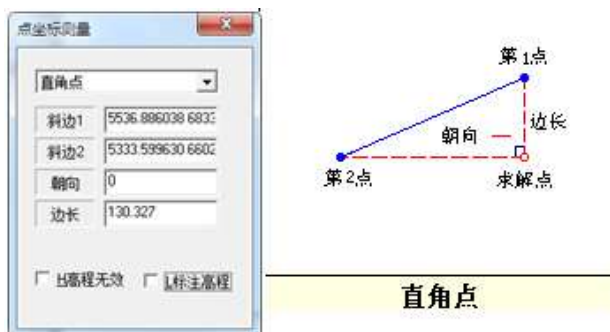 点坐标测量
直角点
斜边1 5536.886038 683
斜边2 5333.599630 6602
朝向 0
边长 130.327
H高程无效 L标注高程
第1点
边长
朝向
第2点
求解点
直角点